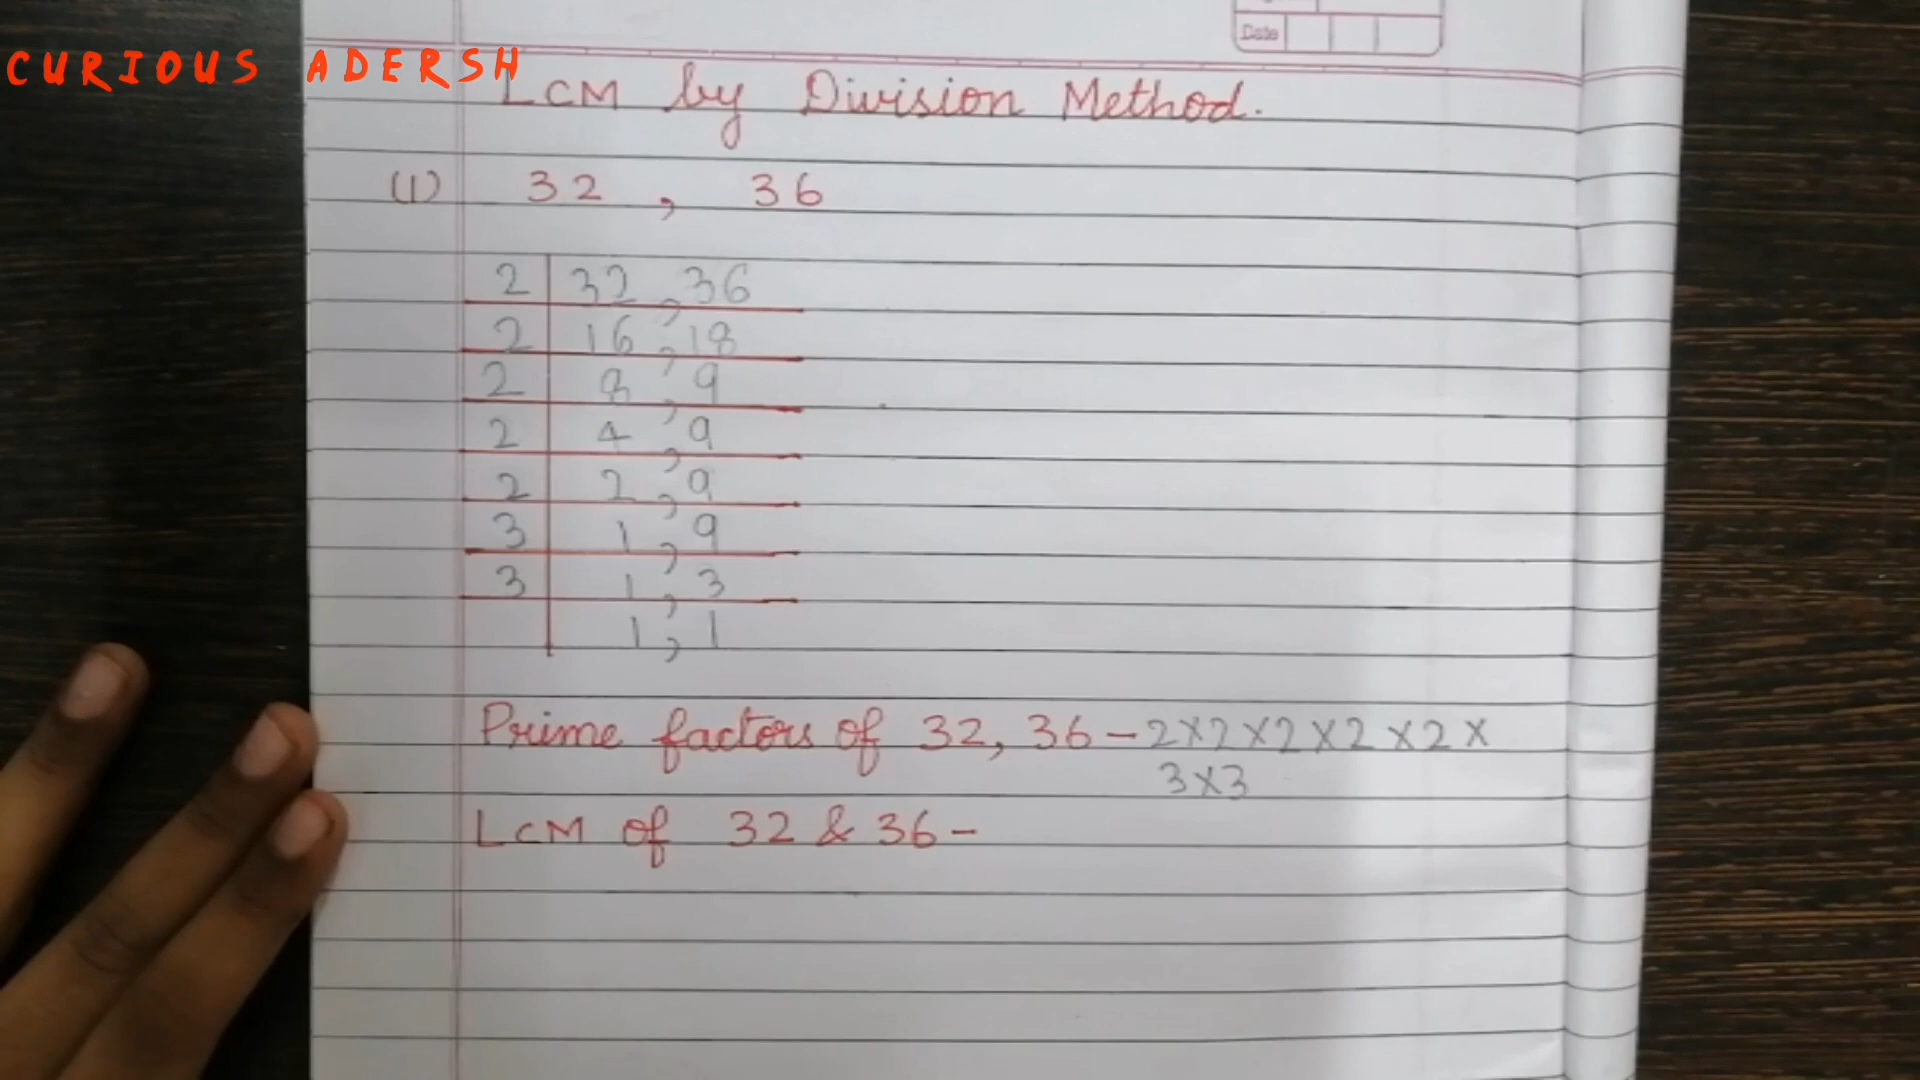 Date
CURIOUS ADERSH
LCM by Division Method.
(1) 32 , 36
2 | 32 , 36
2 | 16 , 18
2 | 8 , 9
2 | 4 , 9
2 | 2 , 9
3 | 1 , 9
3 | 1 , 3
1 , 1
Prime factors of 32, 36 - 2×2×2×2×2×
3×3
LCM of 32 & 36 -